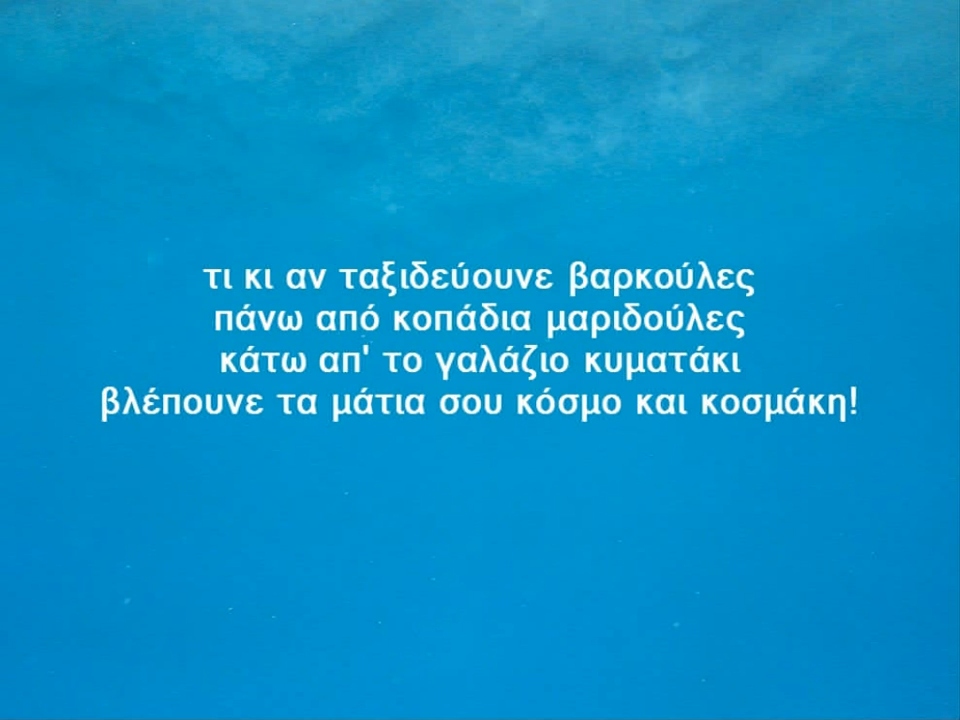 τι κι αν ταξιδεύουνε βαρκούλες
πάνω από κοπάδια μαριδούλες
κάτω απ' το γαλάζιο κυματάκι
βλέπουνε τα μάτια σου κόσμο και κοσμάκη!